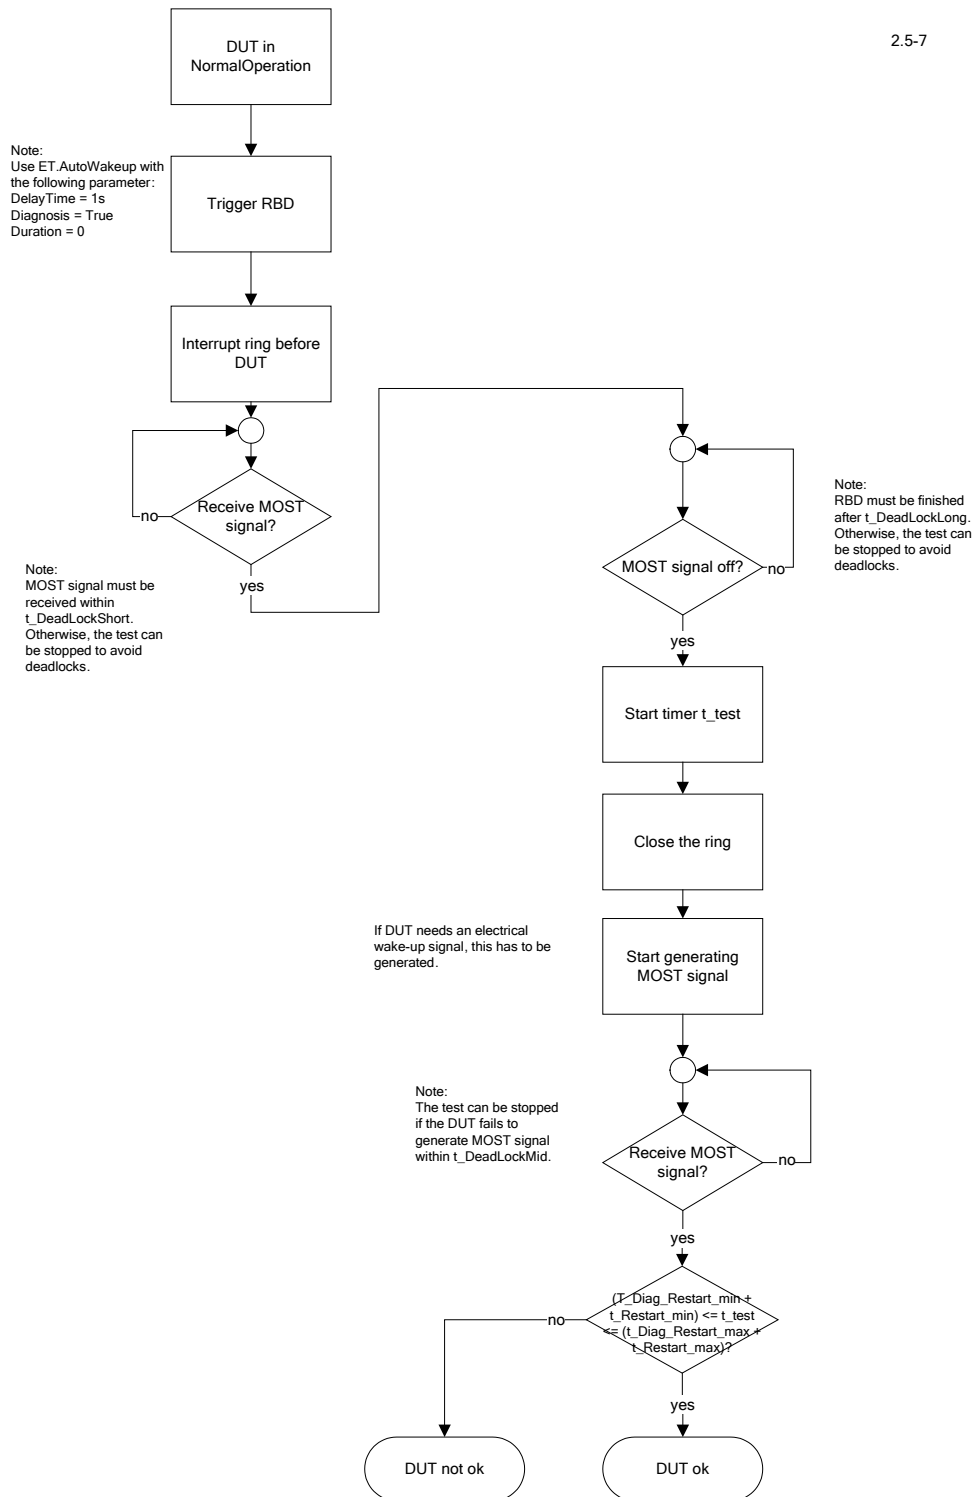 2.5-7
DUT in
NormalOperation
Note:
Use ET.AutoWakeup with
the following parameter:
DelayTime = 1s
Diagnosis = True
Duration = 0
Trigger RBD
Interrupt ring before
DUT
Receive MOST
signal?
no
yes
Note:
MOST signal must be
received within
t_DeadLockShort.
Otherwise, the test can
be stopped to avoid
deadlocks.
MOST signal off?
no
yes
Note:
RBD must be finished
after t_DeadLockLong.
Otherwise, the test can
be stopped to avoid
deadlocks.
Start timer t_test
Close the ring
If DUT needs an electrical
wake-up signal, this has to be
generated.
Start generating
MOST signal
Note:
The test can be stopped
if the DUT fails to
generate MOST signal
within t_DeadLockMid.
Receive MOST
signal?
no
yes
(T_Diag_Restart_min +
t_Restart_min) <= t_test
<= (t_Diag_Restart_max +
t_Restart_max)?
no
yes
DUT not ok
DUT ok